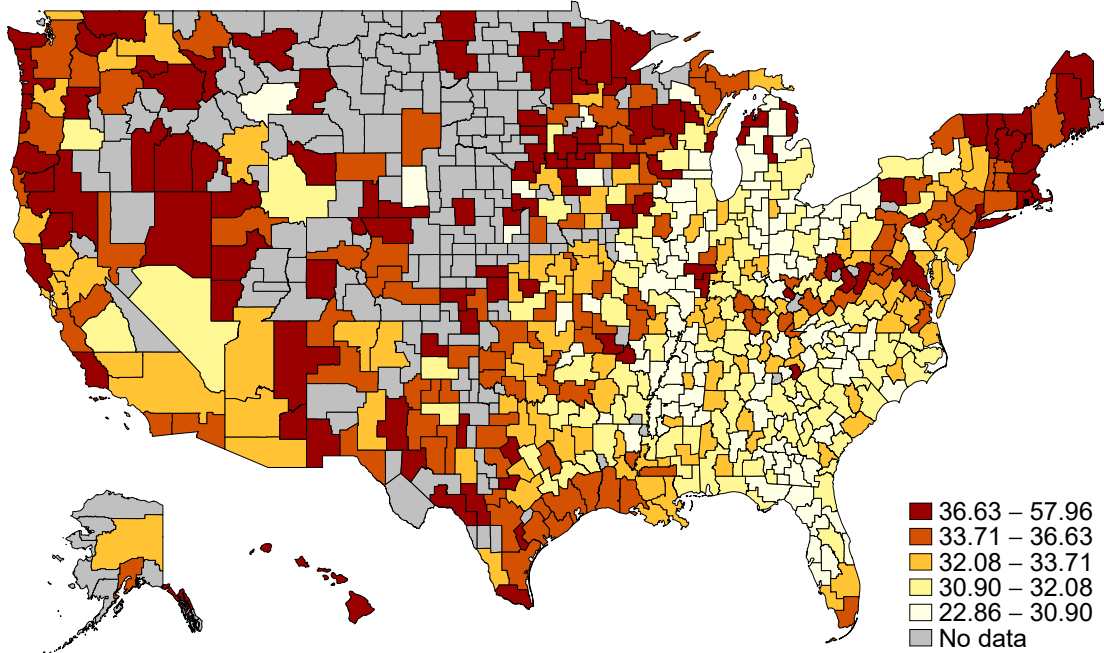 36.63 – 57.96
33.71 – 36.63
32.08 – 33.71
30.90 – 32.08
22.86 – 30.90
No data